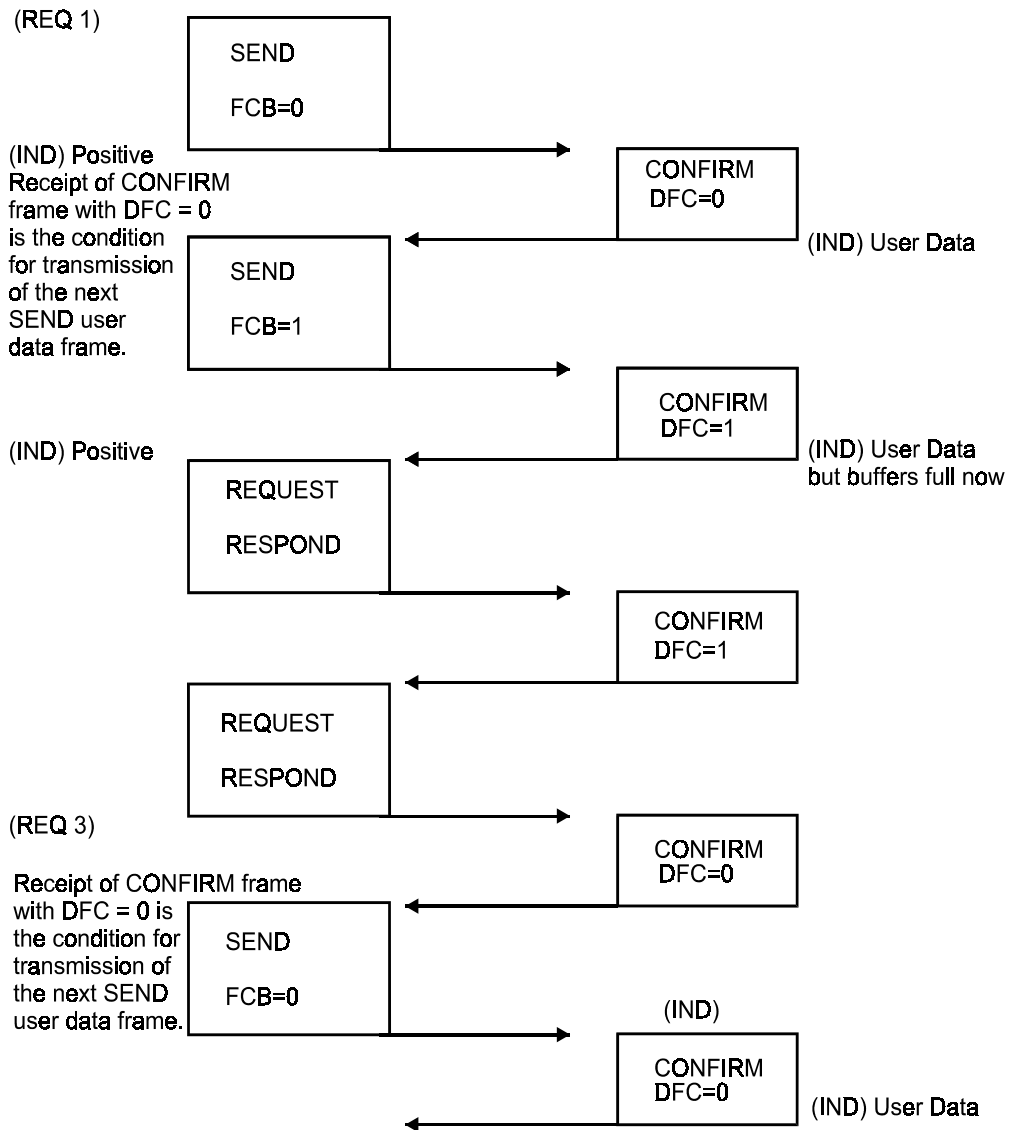 (REQ 1)
SEND
FCB=0
(IND) Positive
Receipt of CONFIRM
frame with DFC = 0
is the condition
for transmission
of the next
SEND user
data frame.
CONFIRM
DFC=0
(IND) User Data
SEND
FCB=1
CONFIRM
DFC=1
(IND) User Data
but buffers full now
(IND) Positive
REQUEST
RESPOND
CONFIRM
DFC=1
REQUEST
RESPOND
(REQ 3)
CONFIRM
DFC=0
Receipt of CONFIRM frame
with DFC = 0 is
the condition for
transmission of
the next SEND
user data frame.
SEND
FCB=0
(IND)
CONFIRM
DFC=0
(IND) User Data